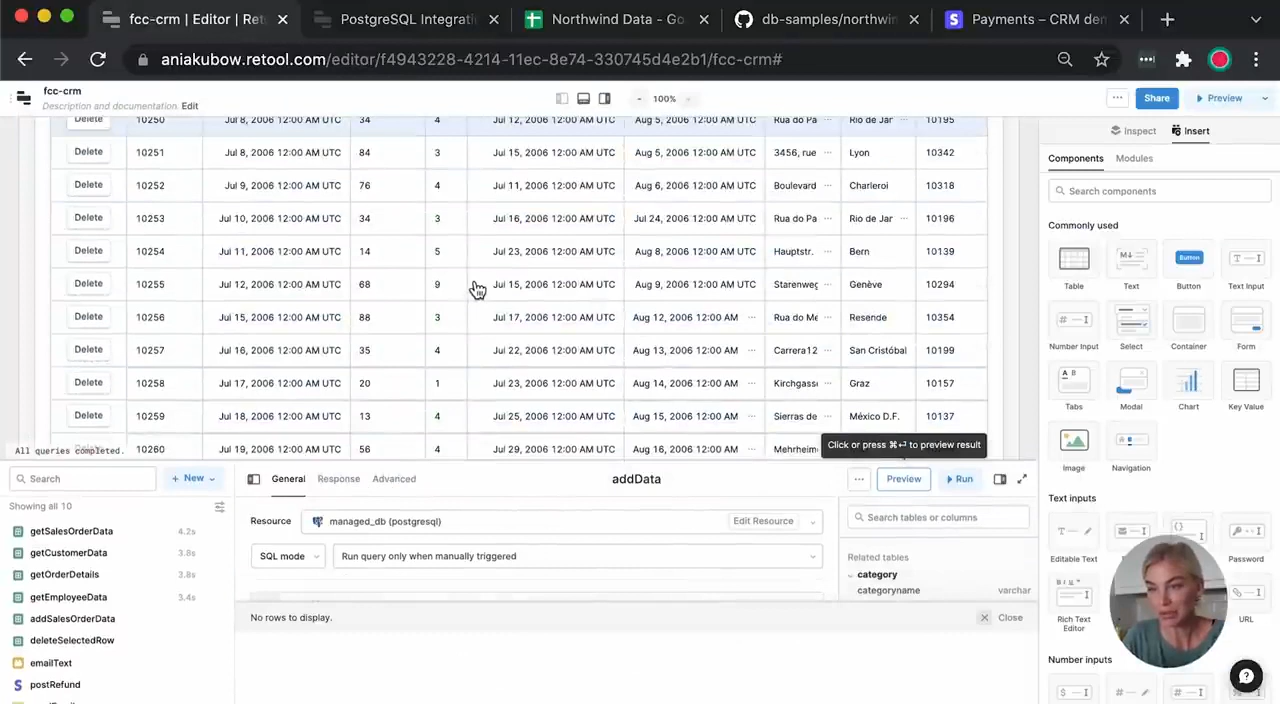 fcc-crm | Editor | Ret
PostgreSQL Integrati
Northwind Data - Go
db-samples/northwin
Payments – CRM den
aniakubow.retool.com/editor/f4943228-4214-11ec-8e74-330745d4e2b1/fcc-crm#
fcc-crm
Description and documentation. Edit
- 100%
Share
Preview
Inspect
Insert
Delete 10250 Jul 8, 2006 12:00 AM UTC 34 4 Jul 12, 2006 12:00 AM UTC Aug 5, 2006 12:00 AM UTC Rua do Pa ··· Rio de Jar ··· 10195
Delete 10251 Jul 8, 2006 12:00 AM UTC 84 3 Jul 15, 2006 12:00 AM UTC Aug 5, 2006 12:00 AM UTC 3456, rue ··· Lyon 10342
Delete 10252 Jul 9, 2006 12:00 AM UTC 76 4 Jul 11, 2006 12:00 AM UTC Aug 6, 2006 12:00 AM UTC Boulevard ··· Charleroi 10318
Delete 10253 Jul 10, 2006 12:00 AM UTC 34 3 Jul 16, 2006 12:00 AM UTC Jul 24, 2006 12:00 AM UTC Rua do Pa ··· Rio de Jar ··· 10196
Delete 10254 Jul 11, 2006 12:00 AM UTC 14 5 Jul 23, 2006 12:00 AM UTC Aug 8, 2006 12:00 AM UTC Hauptstr. ··· Bern 10139
Delete 10255 Jul 12, 2006 12:00 AM UTC 68 9 Jul 15, 2006 12:00 AM UTC Aug 9, 2006 12:00 AM UTC Starenweg ··· Genève 10294
Delete 10256 Jul 15, 2006 12:00 AM UTC 88 3 Jul 17, 2006 12:00 AM UTC Aug 12, 2006 12:00 AM ··· Rua do Me ··· Resende 10354
Delete 10257 Jul 16, 2006 12:00 AM UTC 35 4 Jul 22, 2006 12:00 AM UTC Aug 13, 2006 12:00 AM ··· Carrera12 ··· San Cristóbal 10199
Delete 10258 Jul 17, 2006 12:00 AM UTC 20 1 Jul 23, 2006 12:00 AM UTC Aug 14, 2006 12:00 AM ··· Kirchgass ··· Graz 10157
Delete 10259 Jul 18, 2006 12:00 AM UTC 13 4 Jul 25, 2006 12:00 AM UTC Aug 15, 2006 12:00 AM ··· Sierras de ··· México D.F. 10137
10260 Jul 19, 2006 12:00 AM UTC 56 4 Jul 29, 2006 12:00 AM UTC Aug 16, 2006 12:00 AM ··· Mehrheim
Click or press ⌘↵ to preview result
All queries completed.
Components
Modules
Search components
Commonly used
M↓ Button T
Table Text Button Text Input
Number Input Select Container Form
A B
Tabs Modal Chart Key Value
Image Navigation
Text inputs
Editable Text Password
Rich Text Editor URL
Number inputs
Search
+ New
Showing all 10
getSalesOrderData 4.2s
getCustomerData 3.8s
getOrderDetails 3.8s
getEmployeeData 3.4s
addSalesOrderData
deleteSelectedRow
emailText
postRefund
General
Response
Advanced
addData
Preview
Run
Resource
managed_db (postgresql)
Edit Resource
SQL mode
Run query only when manually triggered
No rows to display.
Close
Search tables or columns
Related tables
category
categoryname varchar